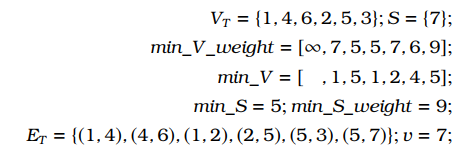 V_T = {1, 4, 6, 2, 5, 3}; S = {7};
min_V_weight = [∞, 7, 5, 5, 7, 6, 9];
min_V = [ , 1, 5, 1, 2, 4, 5];
min_S = 5; min_S_weight = 9;
E_T = {(1, 4), (4, 6), (1, 2), (2, 5), (5, 3), (5, 7)}; v = 7;